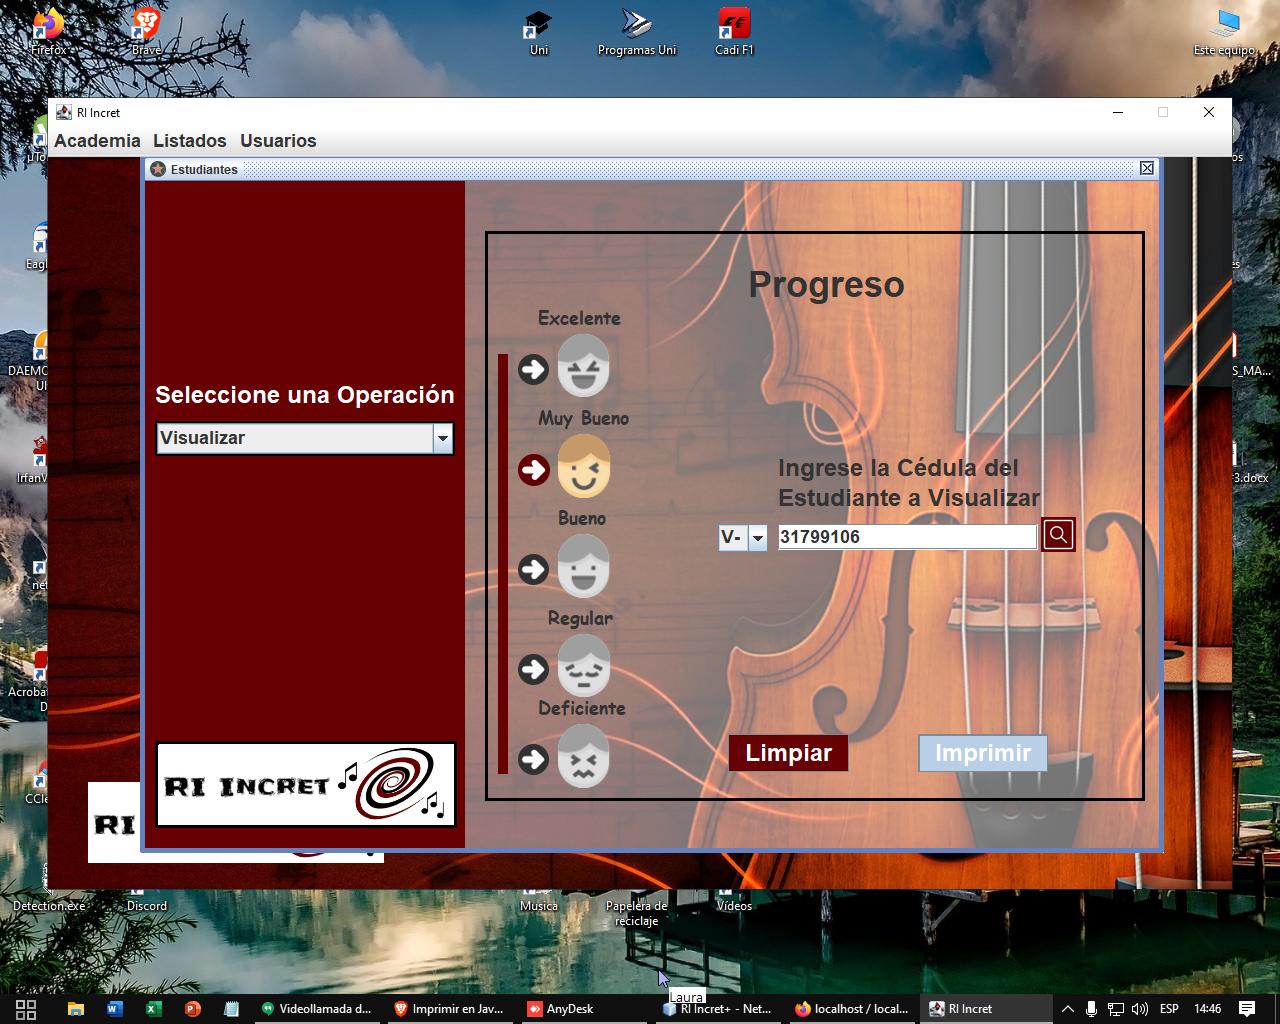 Firefox
Brave
Uni
Programas Uni
Cadi F1
Este equipo
RI Incret
Academia Listados Usuarios
Estudiantes
Progreso
Excelente
Muy Bueno
Bueno
Regular
Deficiente
Seleccione una Operación
Visualizar
Ingrese la Cédula del
Estudiante a Visualizar
V-
31799106
Limpiar
Imprimir
RI INCRET
RI
Detection.exe
Discord
Musica
Papelera de
reciclaje
Vídeos
Laura
Videollamada d...
Imprimir en Jav...
AnyDesk
RI Incret+ - Net...
localhost / local...
RI Incret
ESP
14:46